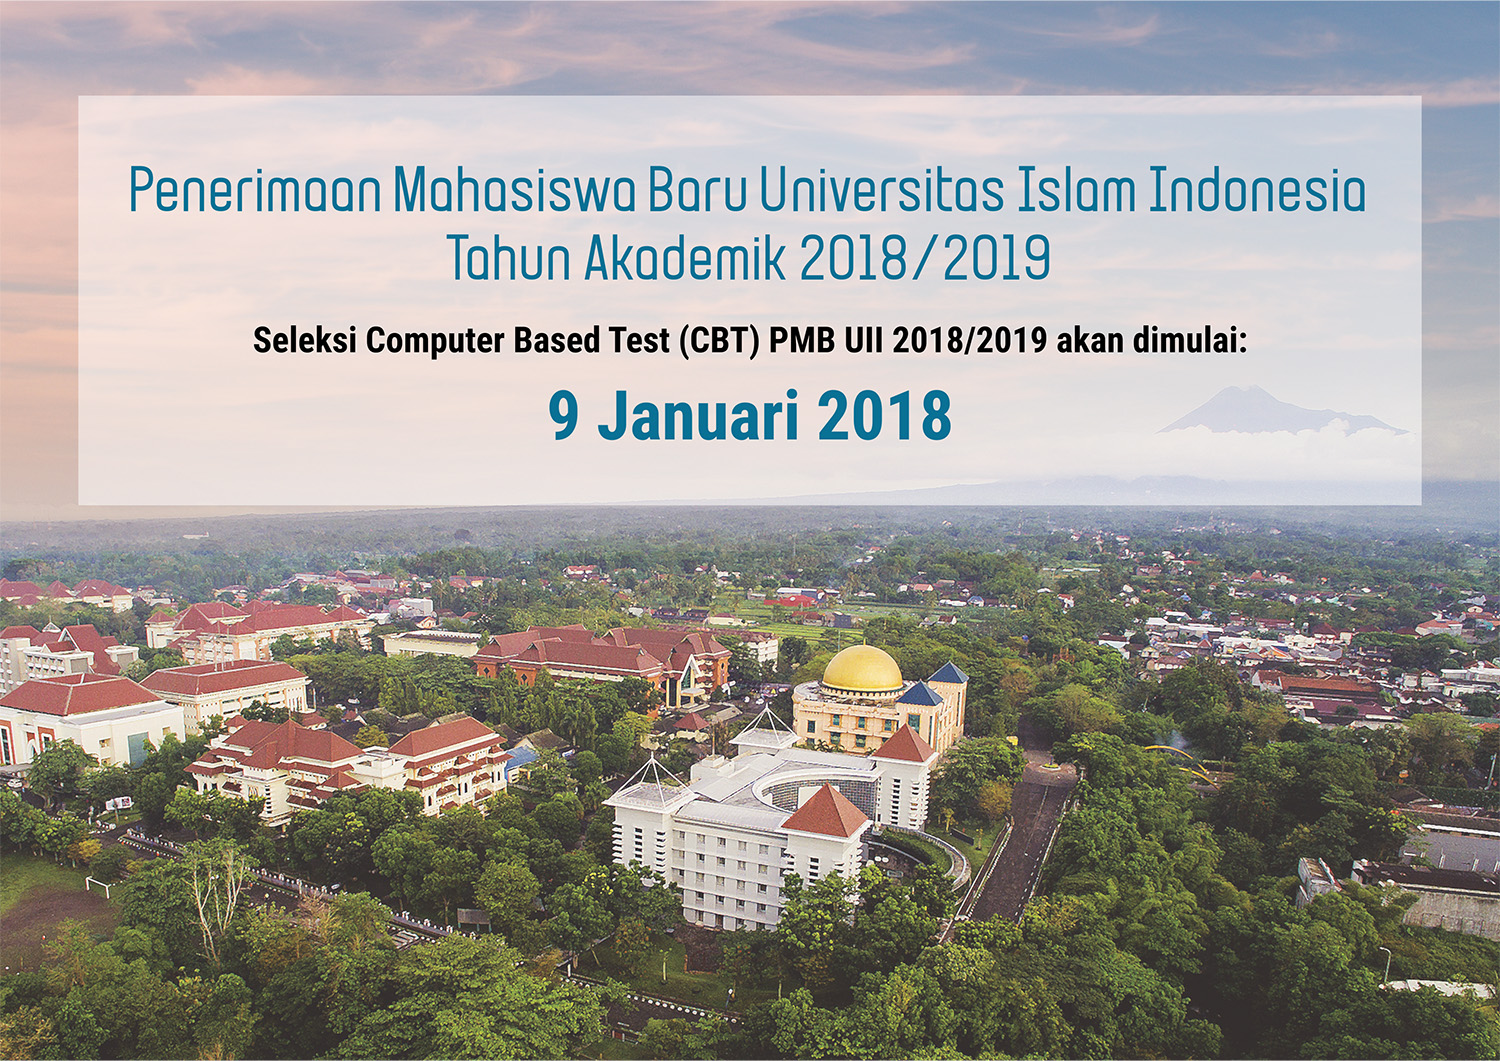 Penerimaan Mahasiswa Baru Universitas Islam Indonesia
Tahun Akademik 2018/2019
Seleksi Computer Based Test (CBT) PMB UII 2018/2019 akan dimulai:
9 Januari 2018